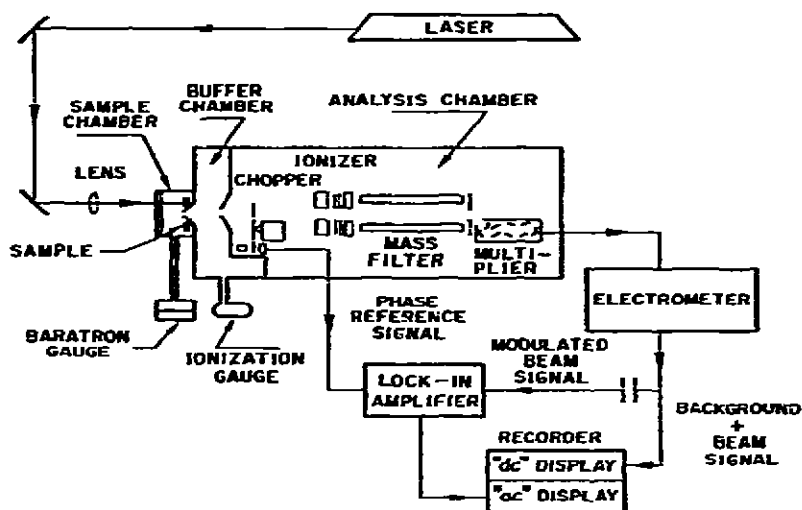 LASER
BUFFER
CHAMBER
SAMPLE
CHAMBER
ANALYSIS CHAMBER
IONIZER
LENS
CHOPPER
SAMPLE
MASS
FILTER
MULTI-
PLIER
ELECTROMETER
PHASE
REFERENCE
SIGNAL
BARATRON
GAUGE
IONIZATION
GAUGE
MODULATED
BEAM
SIGNAL
LOCK-IN
AMPLIFIER
BACKGROUND
+
BEAM
SIGNAL
RECORDER
"dc" DISPLAY
"ac" DISPLAY